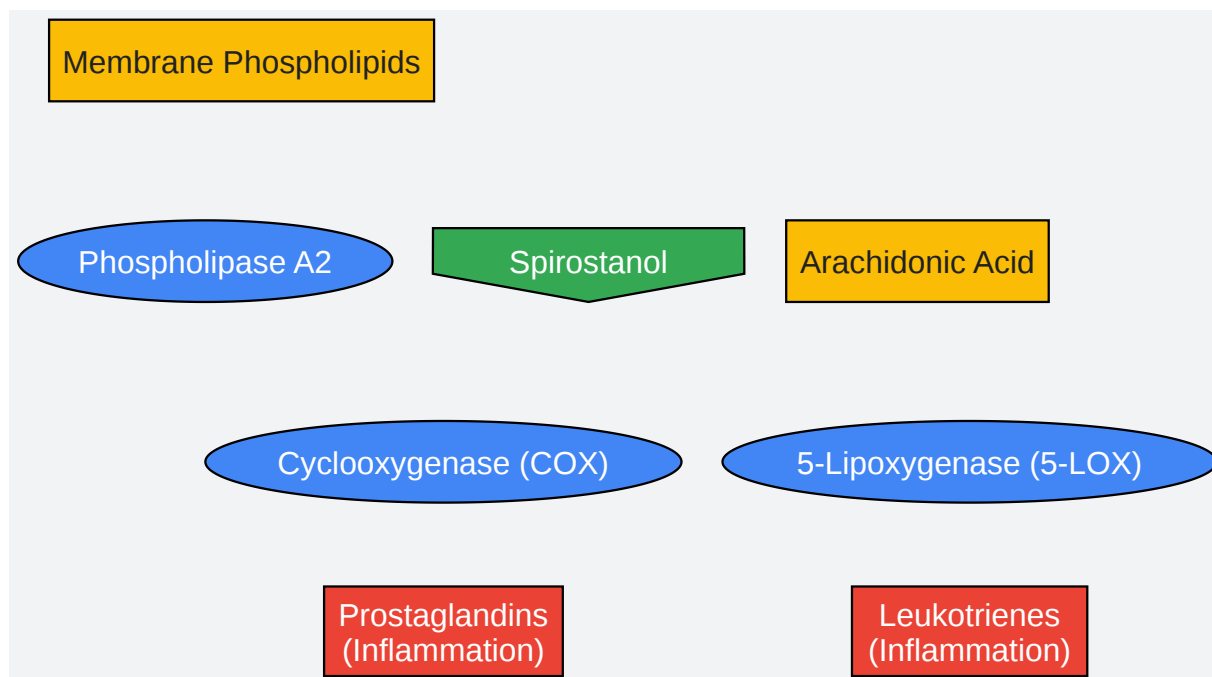 Membrane Phospholipids
Phospholipase A2
Spirostanol
Arachidonic Acid
Cyclooxygenase (COX)
5-Lipoxygenase (5-LOX)
Prostaglandins
(Inflammation)
Leukotrienes
(Inflammation)